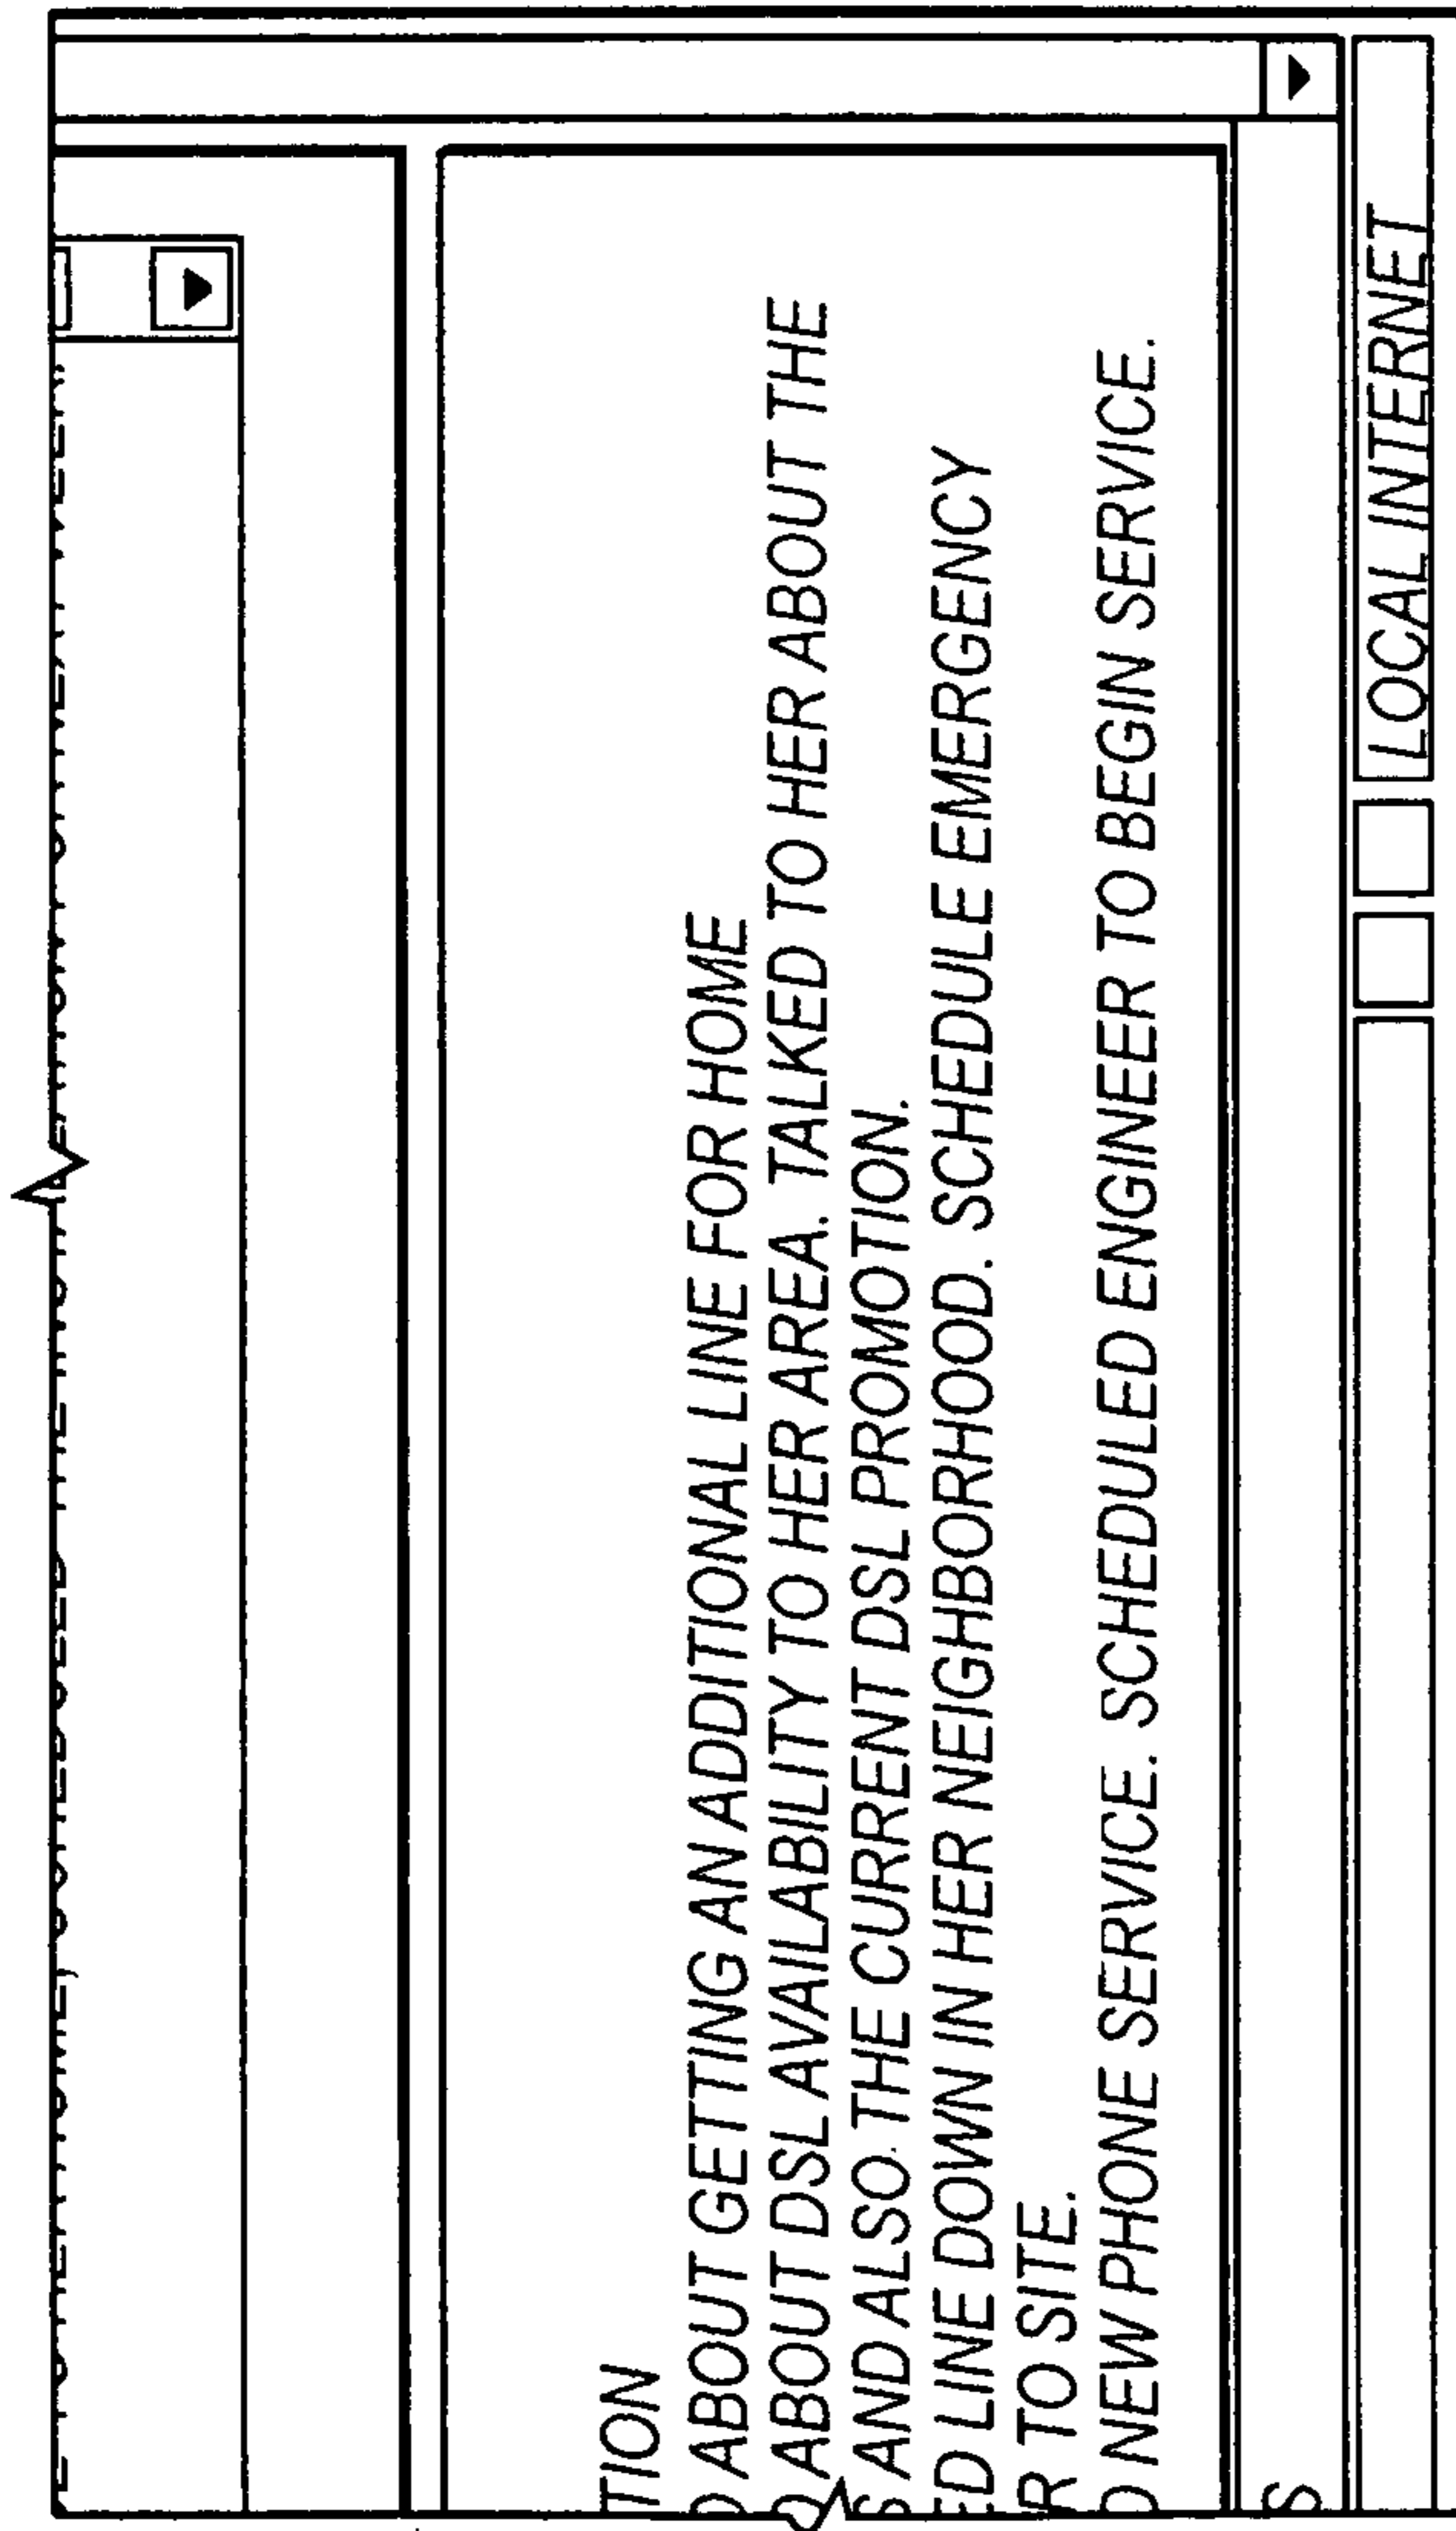 TION
ABOUT GETTING AN ADDITIONAL LINE FOR HOME
ABOUT DSL AVAILABILITY TO HER AREA. TALKED TO HER ABOUT THE
S AND ALSO THE CURRENT DSL PROMOTION.
ED LINE DOWN IN HER NEIGHBORHOOD. SCHEDULE EMERGENCY
R TO SITE.
D NEW PHONE SERVICE. SCHEDULED ENGINEER TO BEGIN SERVICE.
S
LOCAL INTERNET